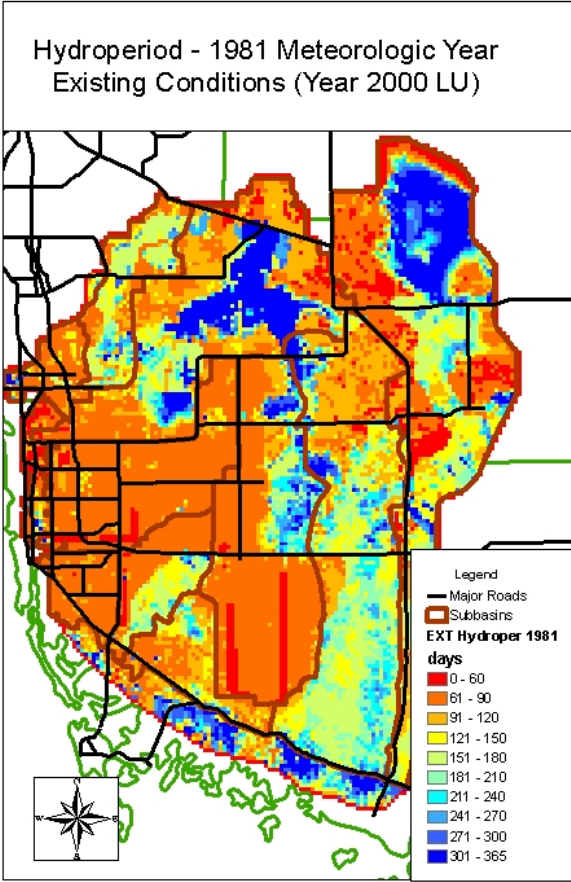 Hydroperiod - 1981 Meteorologic Year
Existing Conditions (Year 2000 LU)
Legend
Major Roads
Subbasins
EXT Hydroper 1981
days
0 - 60
61 - 90
91 - 120
121 - 150
151 - 180
181 - 210
211 - 240
241 - 270
271 - 300
301 - 365